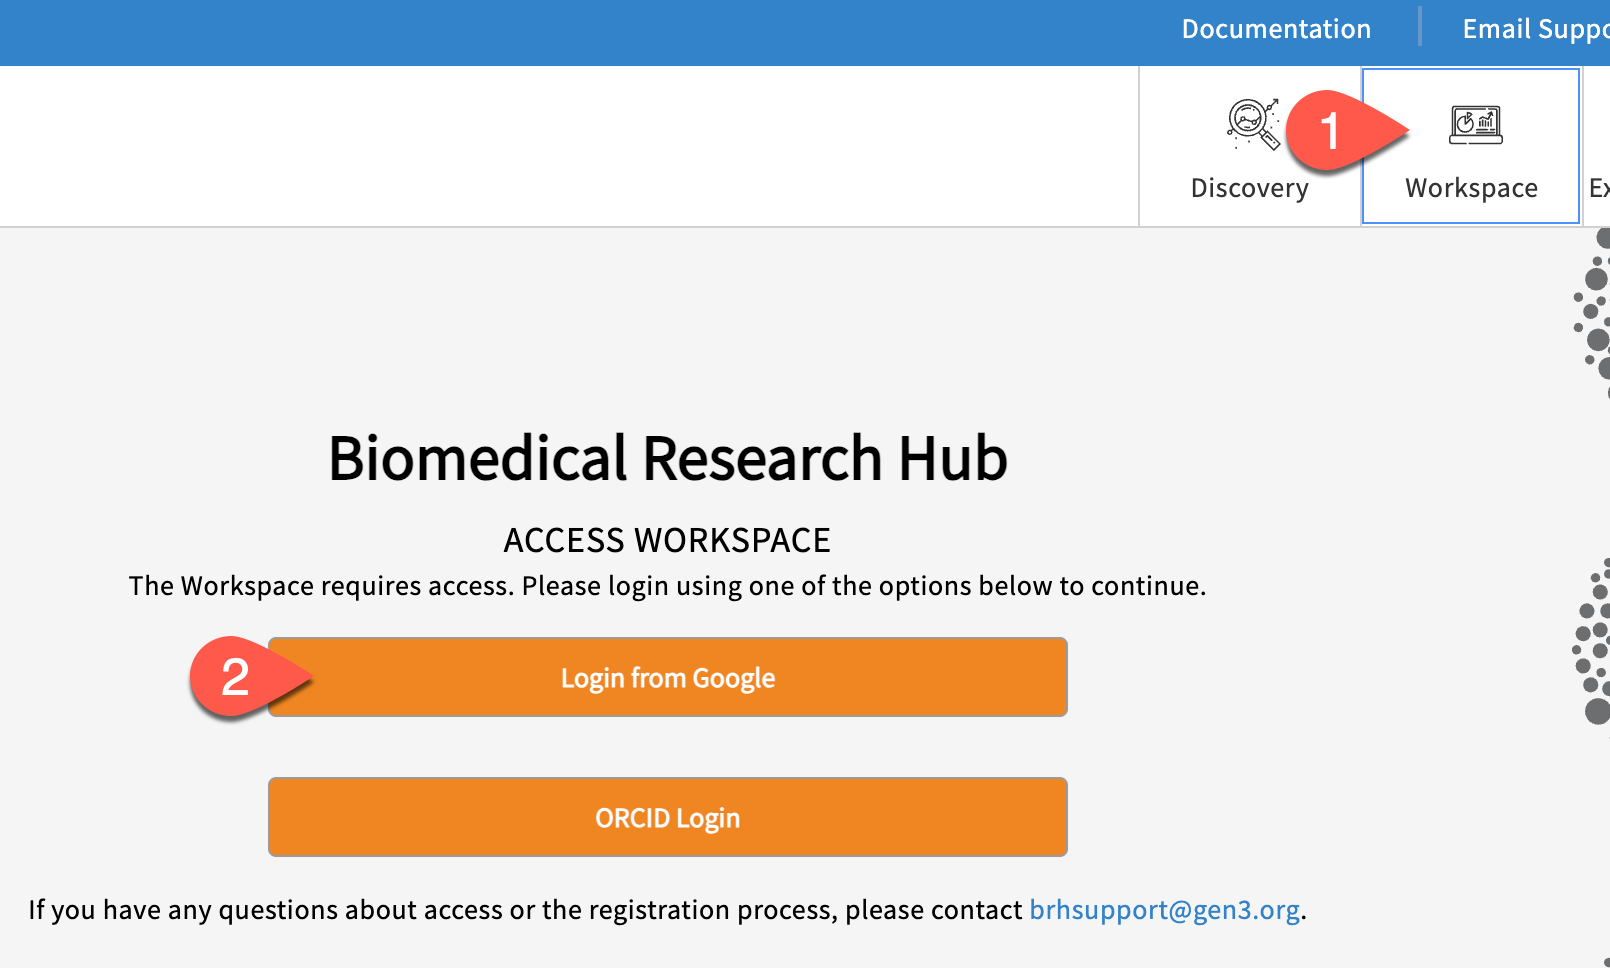 Documentation
Email Suppo
Discovery
1
Workspace
Ex
Biomedical Research Hub
ACCESS WORKSPACE
The Workspace requires access. Please login using one of the options below to continue.
2
Login from Google
ORCID Login
If you have any questions about access or the registration process, please contact brhsupport@gen3.org.